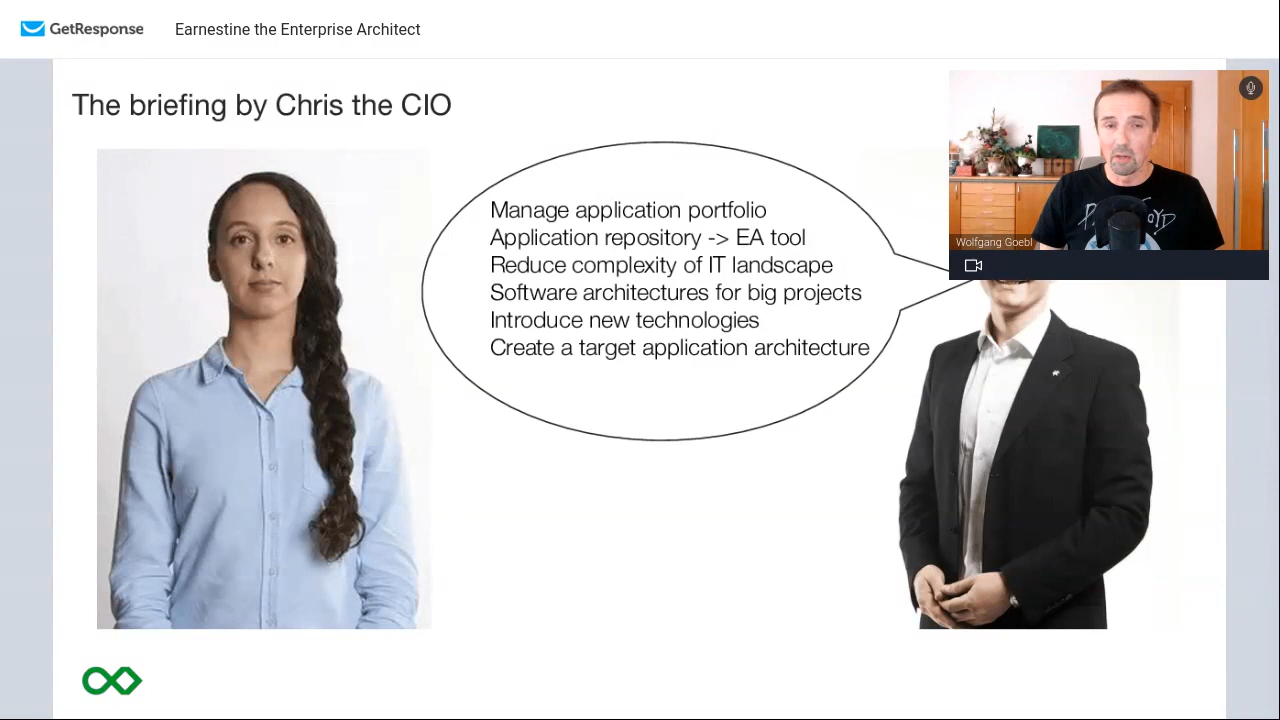 GetResponse
Earnestine the Enterprise Architect
The briefing by Chris the CIO
Manage application portfolio
Application repository -> EA tool
Reduce complexity of IT landscape
Software architectures for big projects
Introduce new technologies
Create a target application architecture
Wolfgang Goebl